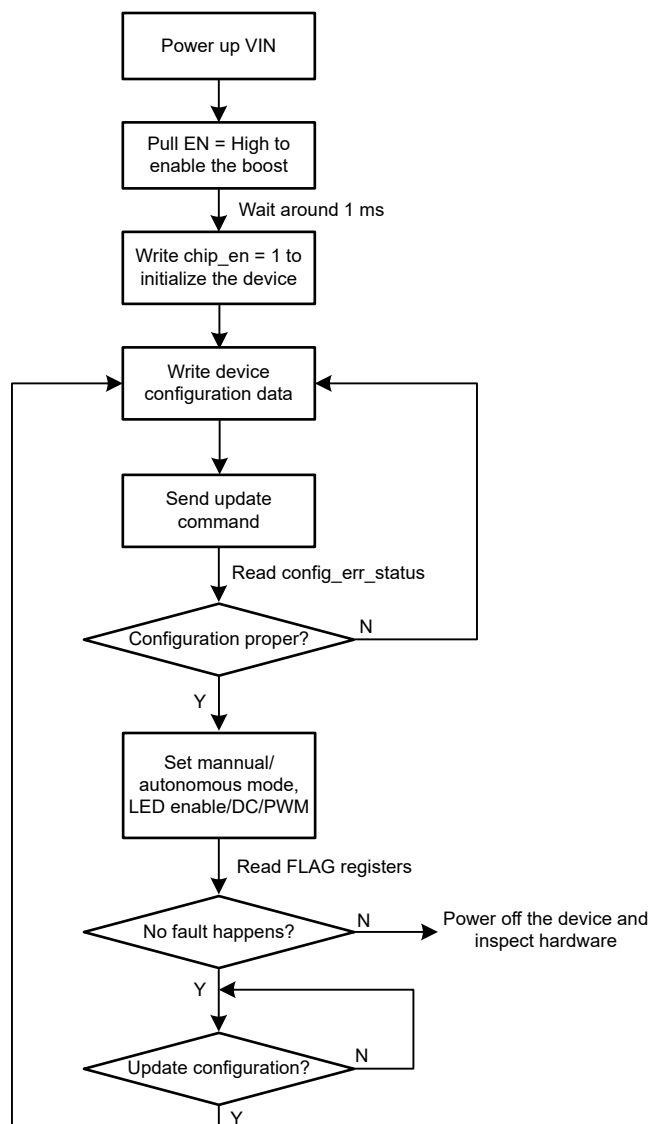 Power up VIN
Pull EN = High to
enable the boost
Wait around 1 ms
Write chip_en = 1 to
initialize the device
Write device
configuration data
Send update
command
Read config_err_status
Configuration proper?
N
Y
Set mannual/
autonomous mode,
LED enable/DC/PWM
Read FLAG registers
No fault happens?
N
Power off the device and
inspect hardware
Y
Update configuration?
N
Y